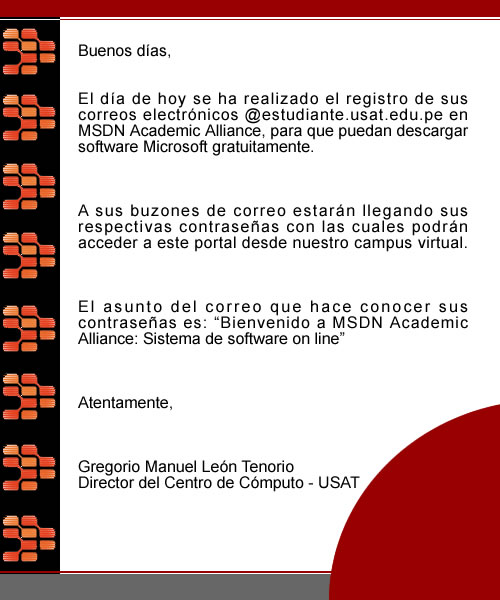 Buenos días,
El día de hoy se ha realizado el registro de sus
correos electrónicos @estudiante.usat.edu.pe en
MSDN Academic Alliance, para que puedan descargar
software Microsoft gratuitamente.
A sus buzones de correo estarán llegando sus
respectivas contraseñas con las cuales podrán
acceder a este portal desde nuestro campus virtual.
El asunto del correo que hace conocer sus
contraseñas es: “Bienvenido a MSDN Academic
Alliance: Sistema de software on line”
Atentamente,
Gregorio Manuel León Tenorio
Director del Centro de Cómputo - USAT